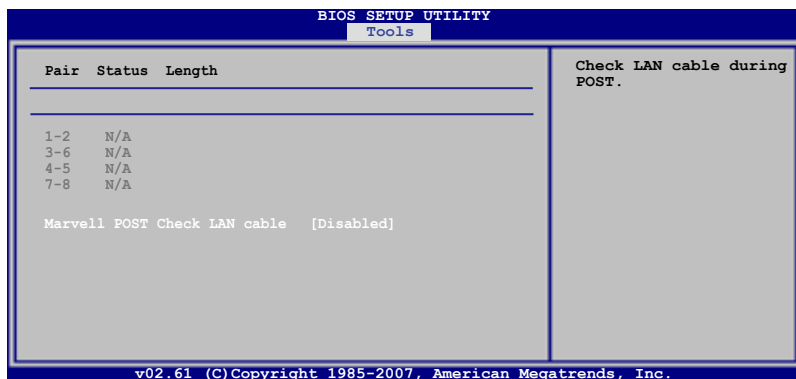 BIOS SETUP UTILITY
Tools
Pair Status Length
1-2 N/A
3-6 N/A
4-5 N/A
7-8 N/A
Marvell POST Check LAN cable [Disabled]
Check LAN cable during
POST.
v02.61 (C)Copyright 1985-2007, American Megatrends, Inc.